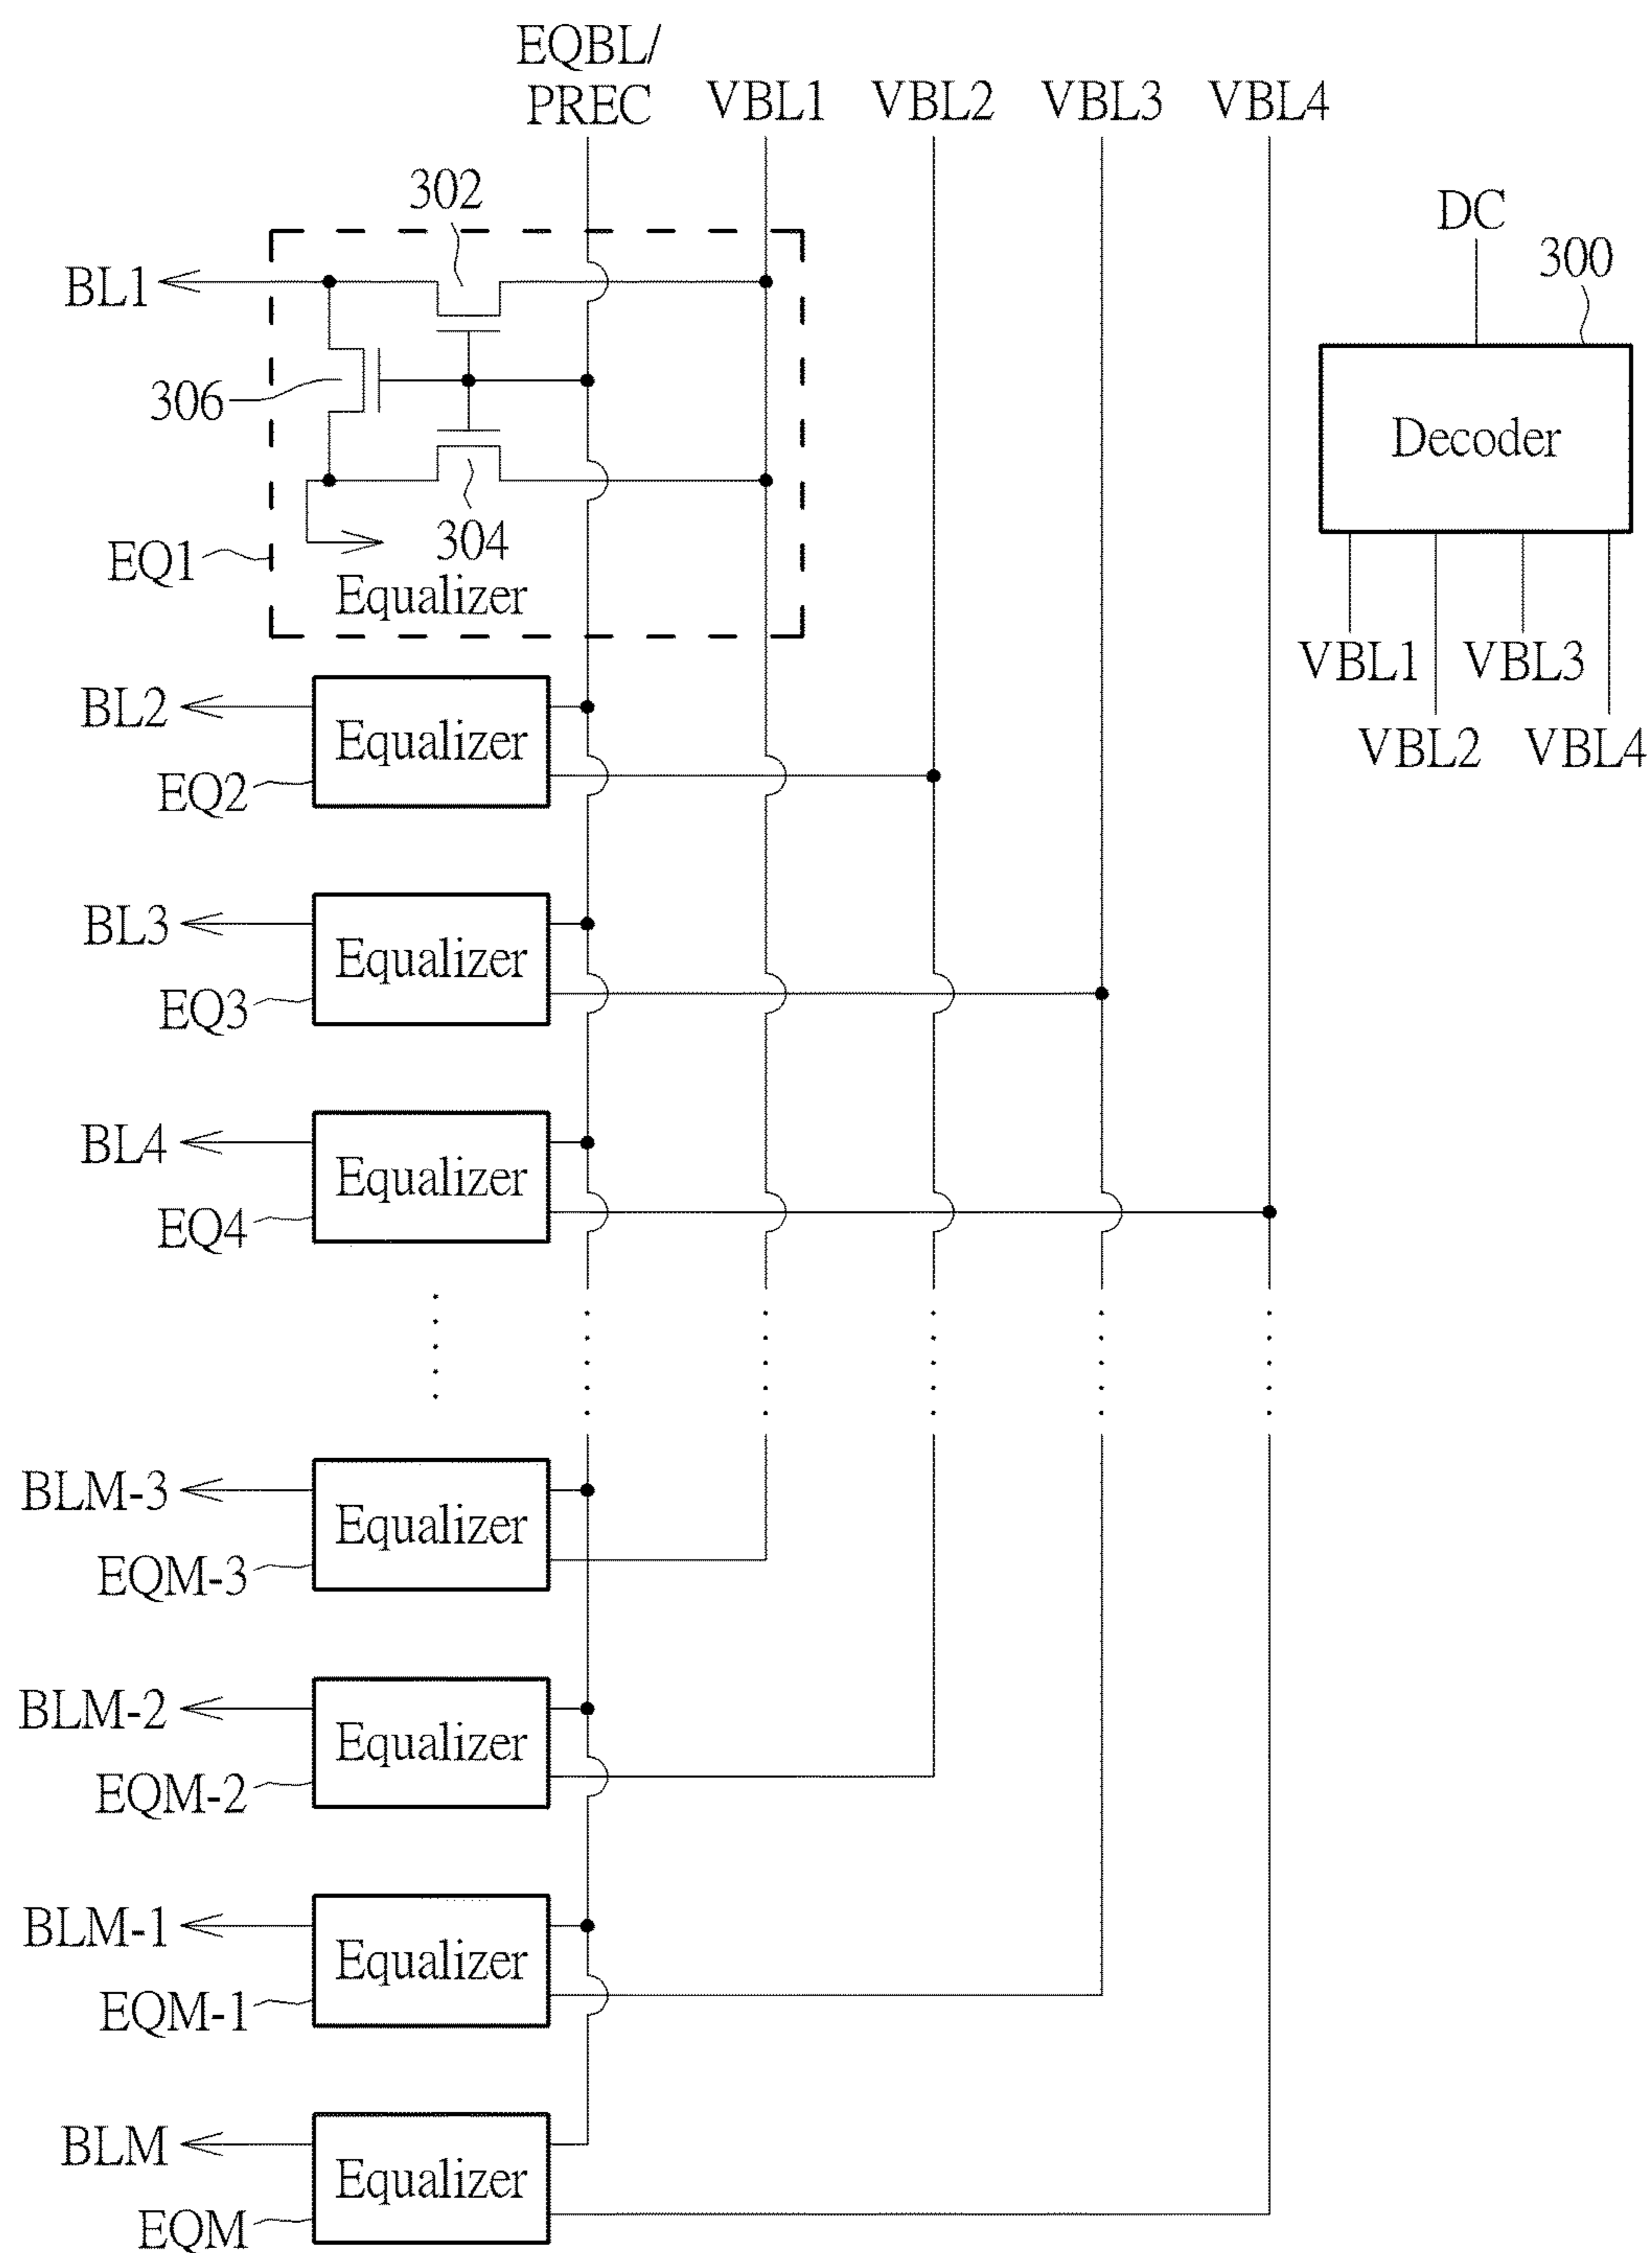 EQBL/
PREC
VBL1
VBL2
VBL3
VBL4
302
DC
300
BL1
306
Decoder
304
EQ1
Equalizer
VBL1
VBL3
VBL2
VBL4
BL2
Equalizer
EQ2
BL3
Equalizer
EQ3
BL4
Equalizer
EQ4
BLM-3
Equalizer
EQM-3
BLM-2
Equalizer
EQM-2
BLM-1
Equalizer
EQM-1
BLM
Equalizer
EQM